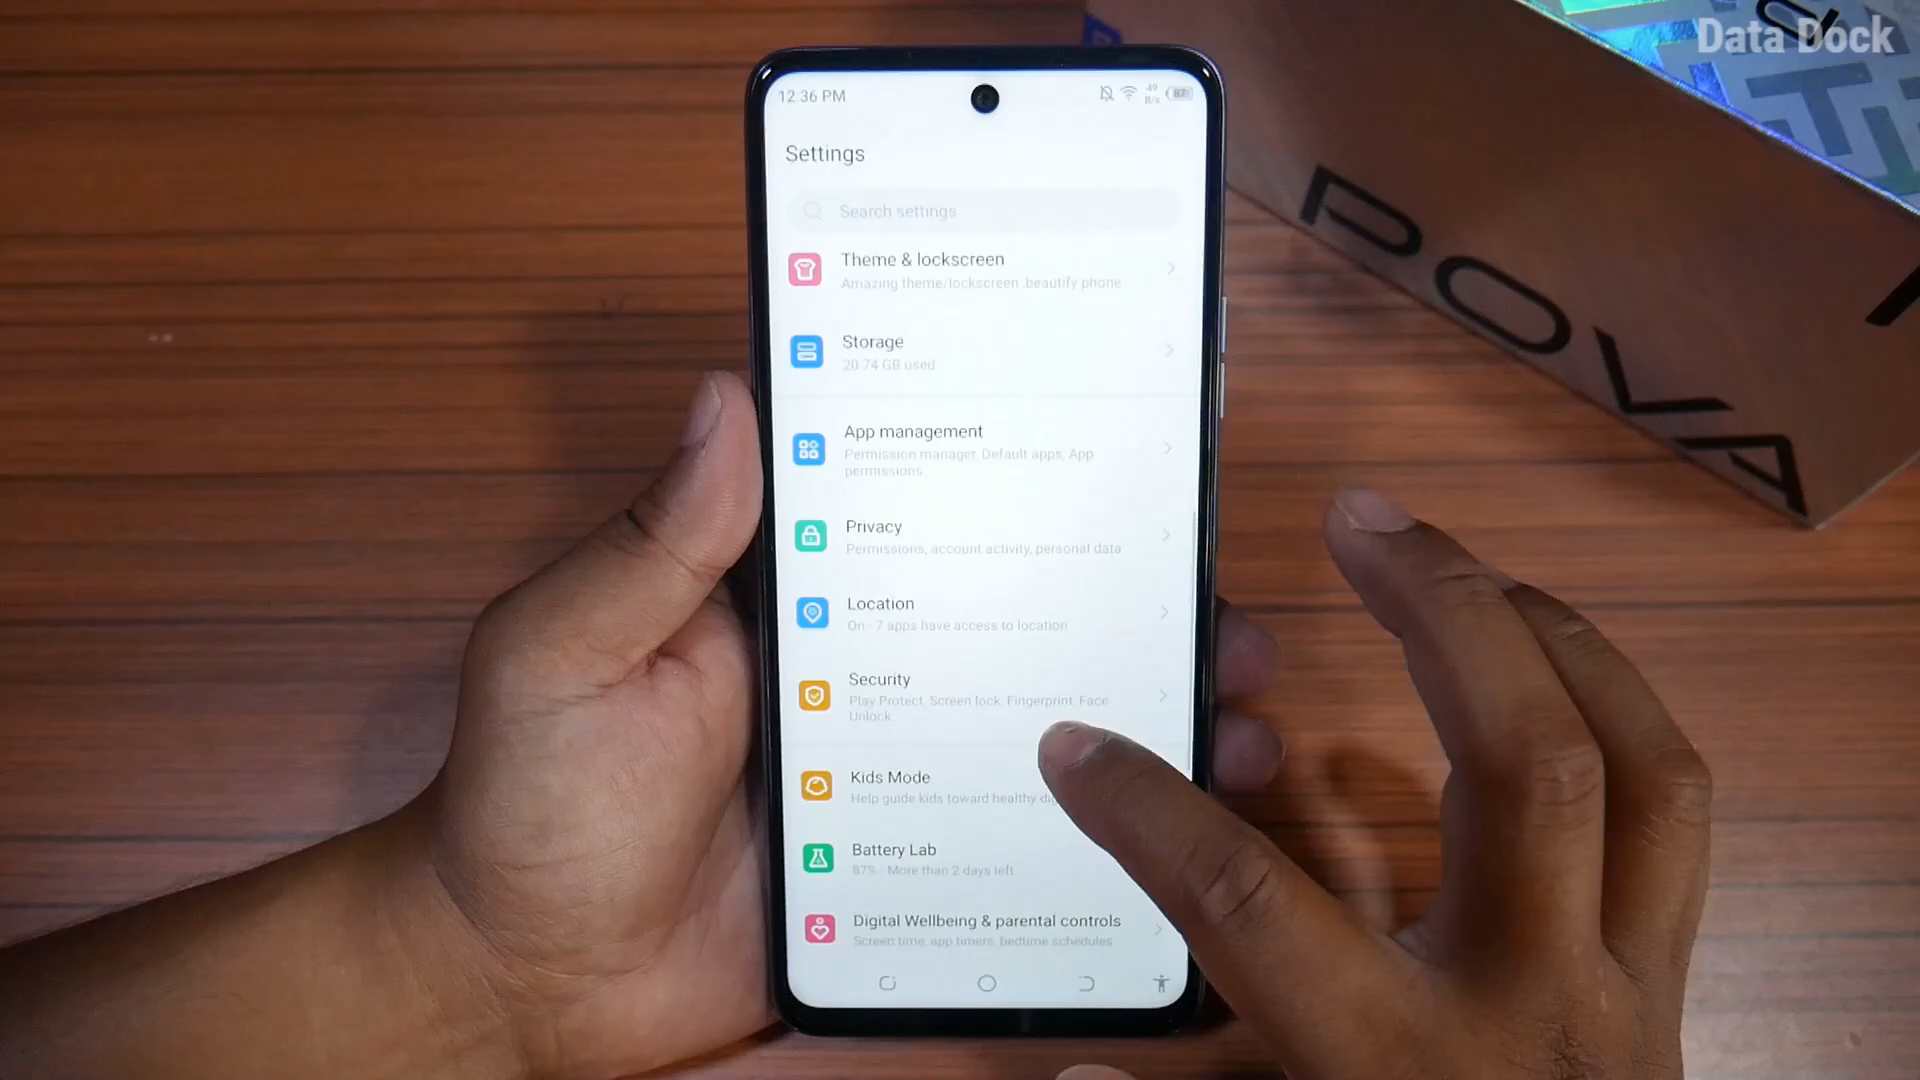 Data Dock
12:36 PM
49
B/s
87
Settings
Search settings
Theme & lockscreen
Amazing theme/lockscreen ,beautify phone
Storage
20.74 GB used
App management
Permission manager, Default apps, App
permissions
Privacy
Permissions, account activity, personal data
Location
On - 7 apps have access to location
Security
Play Protect, Screen lock, Fingerprint, Face
Unlock
Kids Mode
Help guide kids toward healthy
Battery Lab
87% More than 2 days left
Digital Wellbeing & parental controls
Screen time, app timers, bedtime schedules
POVA